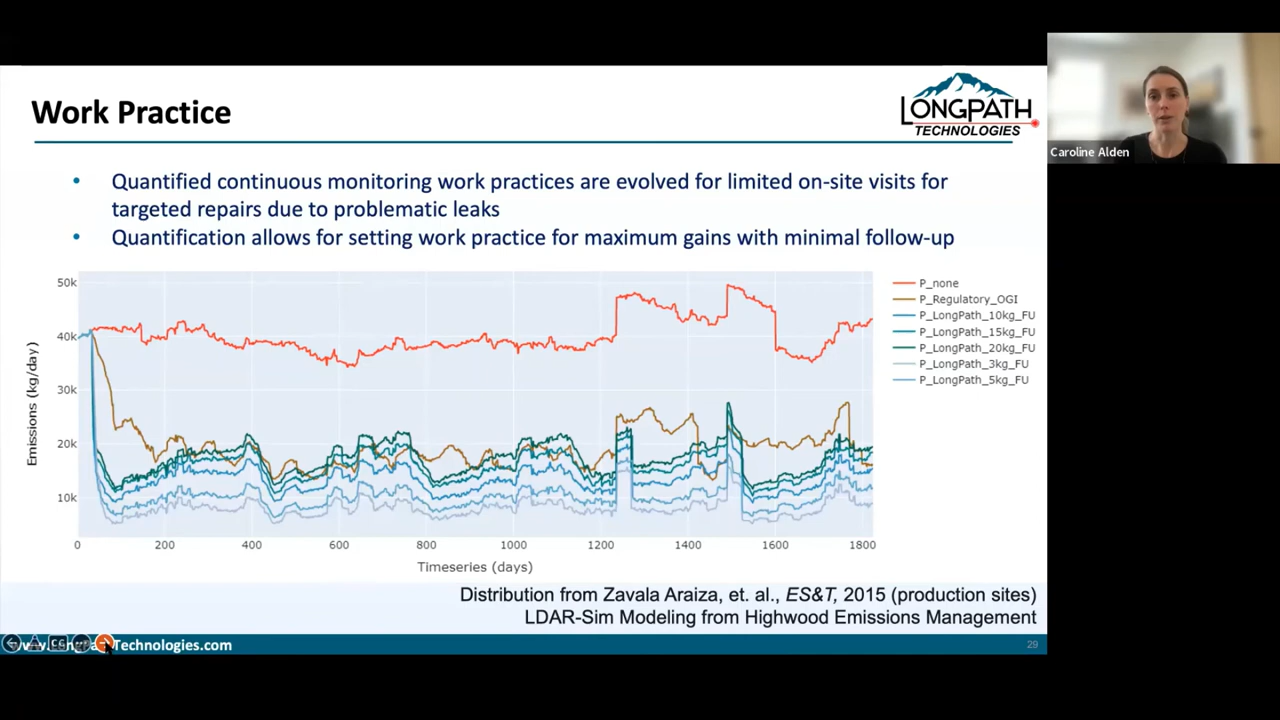 Work Practice
LONGPATH
TECHNOLOGIES
Caroline Alden
• Quantified continuous monitoring work practices are evolved for limited on-site visits for
targeted repairs due to problematic leaks
• Quantification allows for setting work practice for maximum gains with minimal follow-up
50k
40k
30k
20k
10k
Emissions (kg/day)
0 200 400 600 800 1000 1200 1400 1600 1800
Timeseries (days)
P_none
P_Regulatory_OGI
P_LongPath_10kg_FU
P_LongPath_15kg_FU
P_LongPath_20kg_FU
P_LongPath_3kg_FU
P_LongPath_5kg_FU
Distribution from Zavala Araiza, et. al., ES&T, 2015 (production sites)
LDAR-Sim Modeling from Highwood Emissions Management
Technologies.com
29